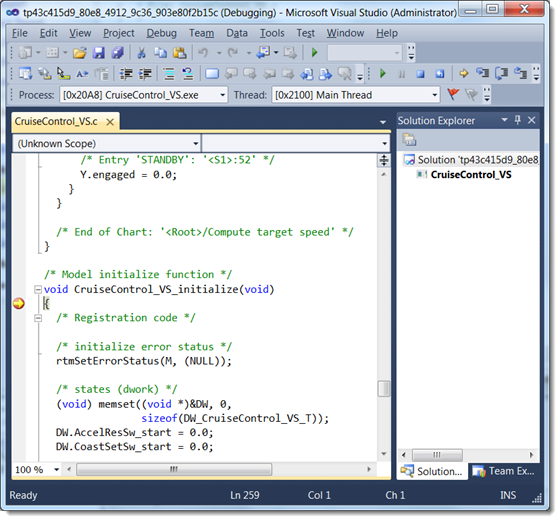 tp43c415d9_80e8_4912_9c36_903e80f2b15c (Debugging) - Microsoft Visual Studio (Administrator)
File Edit View Project Debug Team Data Tools Test Window Help
Process: [0x20A8] CruiseControl_VS.exe Thread: [0x2100] Main Thread
CruiseControl_VS.c
(Unknown Scope)
/* Entry 'STANDBY': '<S1>:52' */
Y.engaged = 0.0;
}
}
/* End of Chart: '<Root>/Compute target speed' */
}
/* Model initialize function */
void CruiseControl_VS_initialize(void)
{
/* Registration code */
/* initialize error status */
rtmSetErrorStatus(M, (NULL));
/* states (dwork) */
(void) memset((void *)&DW, 0,
sizeof(DW_CruiseControl_VS_T));
DW.AccelResSw_start = 0.0;
DW.CoastSetSw_start = 0.0;
100 %
Solution Explorer
Solution 'tp43c415d9_80e8
CruiseControl_VS
Solution... Team Ex...
Ready Ln 259 Col 1 Ch 1 INS